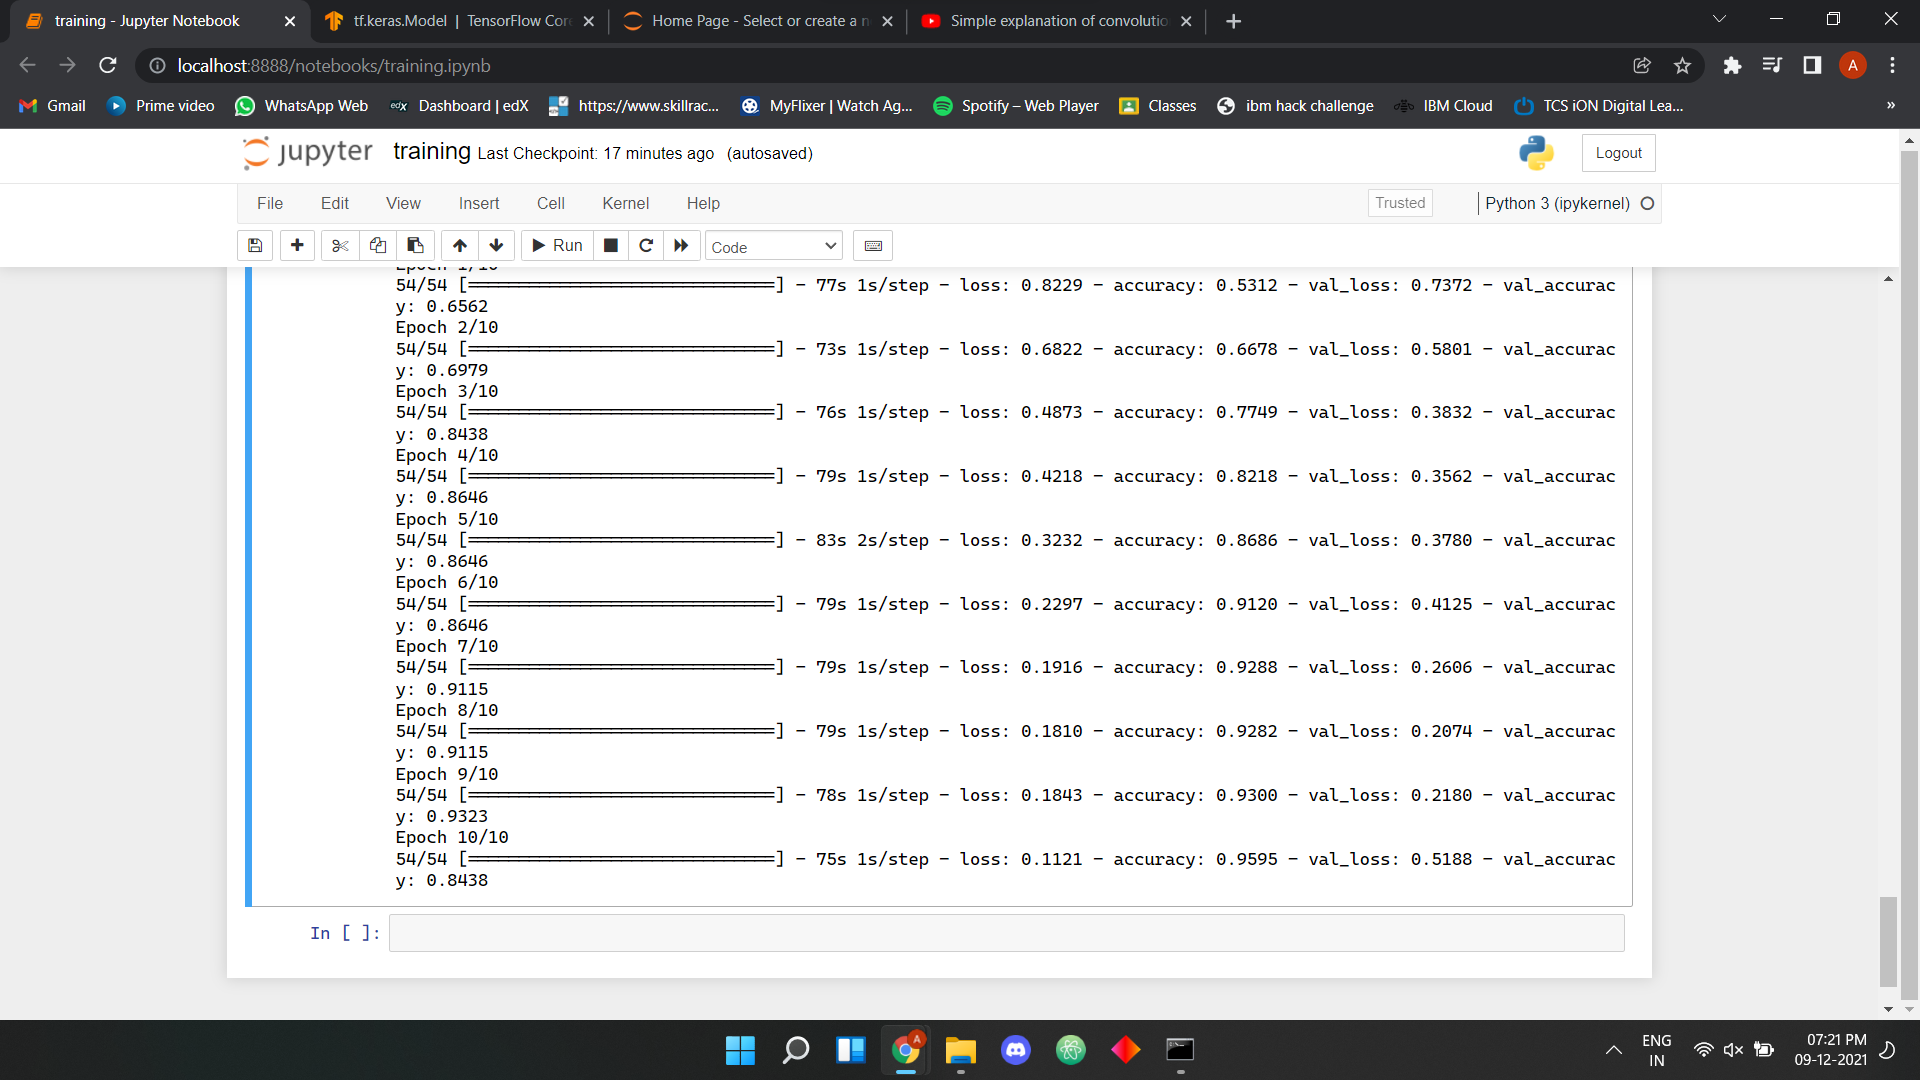 training - Jupyter Notebook
tf.keras.Model | TensorFlow Cor
Home Page - Select or create a n
Simple explanation of convolutio
localhost:8888/notebooks/training.ipynb
A
Gmail
Prime video
WhatsApp Web
edX
Dashboard | edX
https://www.skillrac...
MyFlixer | Watch Ag...
Spotify – Web Player
Classes
ibm hack challenge
IBM Cloud
TCS iON Digital Lea...
»
jupyter training Last Checkpoint: 17 minutes ago (autosaved)
Logout
File Edit View Insert Cell Kernel Help
Trusted
Python 3 (ipykernel)
Run
Code
Epoch 1/10
54/54 [==============================] - 77s 1s/step - loss: 0.8229 - accuracy: 0.5312 - val_loss: 0.7372 - val_accurac
y: 0.6562
Epoch 2/10
54/54 [==============================] - 73s 1s/step - loss: 0.6822 - accuracy: 0.6678 - val_loss: 0.5801 - val_accurac
y: 0.6979
Epoch 3/10
54/54 [==============================] - 76s 1s/step - loss: 0.4873 - accuracy: 0.7749 - val_loss: 0.3832 - val_accurac
y: 0.8438
Epoch 4/10
54/54 [==============================] - 79s 1s/step - loss: 0.4218 - accuracy: 0.8218 - val_loss: 0.3562 - val_accurac
y: 0.8646
Epoch 5/10
54/54 [==============================] - 83s 2s/step - loss: 0.3232 - accuracy: 0.8686 - val_loss: 0.3780 - val_accurac
y: 0.8646
Epoch 6/10
54/54 [==============================] - 79s 1s/step - loss: 0.2297 - accuracy: 0.9120 - val_loss: 0.4125 - val_accurac
y: 0.8646
Epoch 7/10
54/54 [==============================] - 79s 1s/step - loss: 0.1916 - accuracy: 0.9288 - val_loss: 0.2606 - val_accurac
y: 0.9115
Epoch 8/10
54/54 [==============================] - 79s 1s/step - loss: 0.1810 - accuracy: 0.9282 - val_loss: 0.2074 - val_accurac
y: 0.9115
Epoch 9/10
54/54 [==============================] - 78s 1s/step - loss: 0.1843 - accuracy: 0.9300 - val_loss: 0.2180 - val_accurac
y: 0.9323
Epoch 10/10
54/54 [==============================] - 75s 1s/step - loss: 0.1121 - accuracy: 0.9595 - val_loss: 0.5188 - val_accurac
y: 0.8438
In [ ]:
A
ENG
IN
07:21 PM
09-12-2021